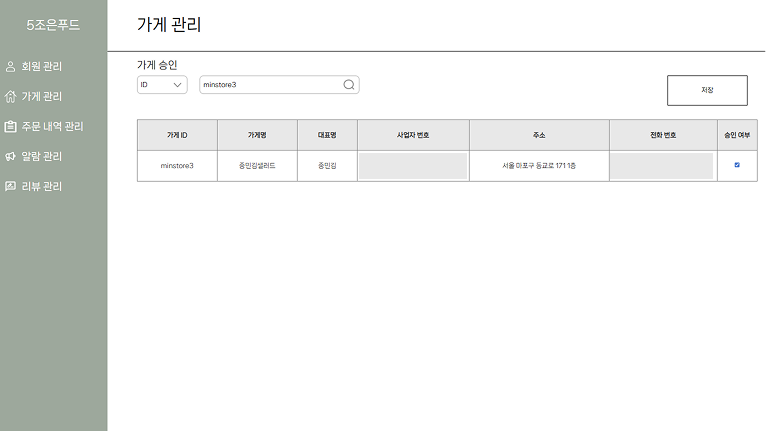 5조은푸드
회원 관리
가게 관리
주문 내역 관리
알람 관리
리뷰 관리
가게 관리
가게 승인
ID
minstore3
저장
가게 ID 가게명 대표명 사업자 번호 주소 전화 번호 승인 여부
minstore3 중민킹샐러드 중민킹 서울 마포구 동교로 171 1층